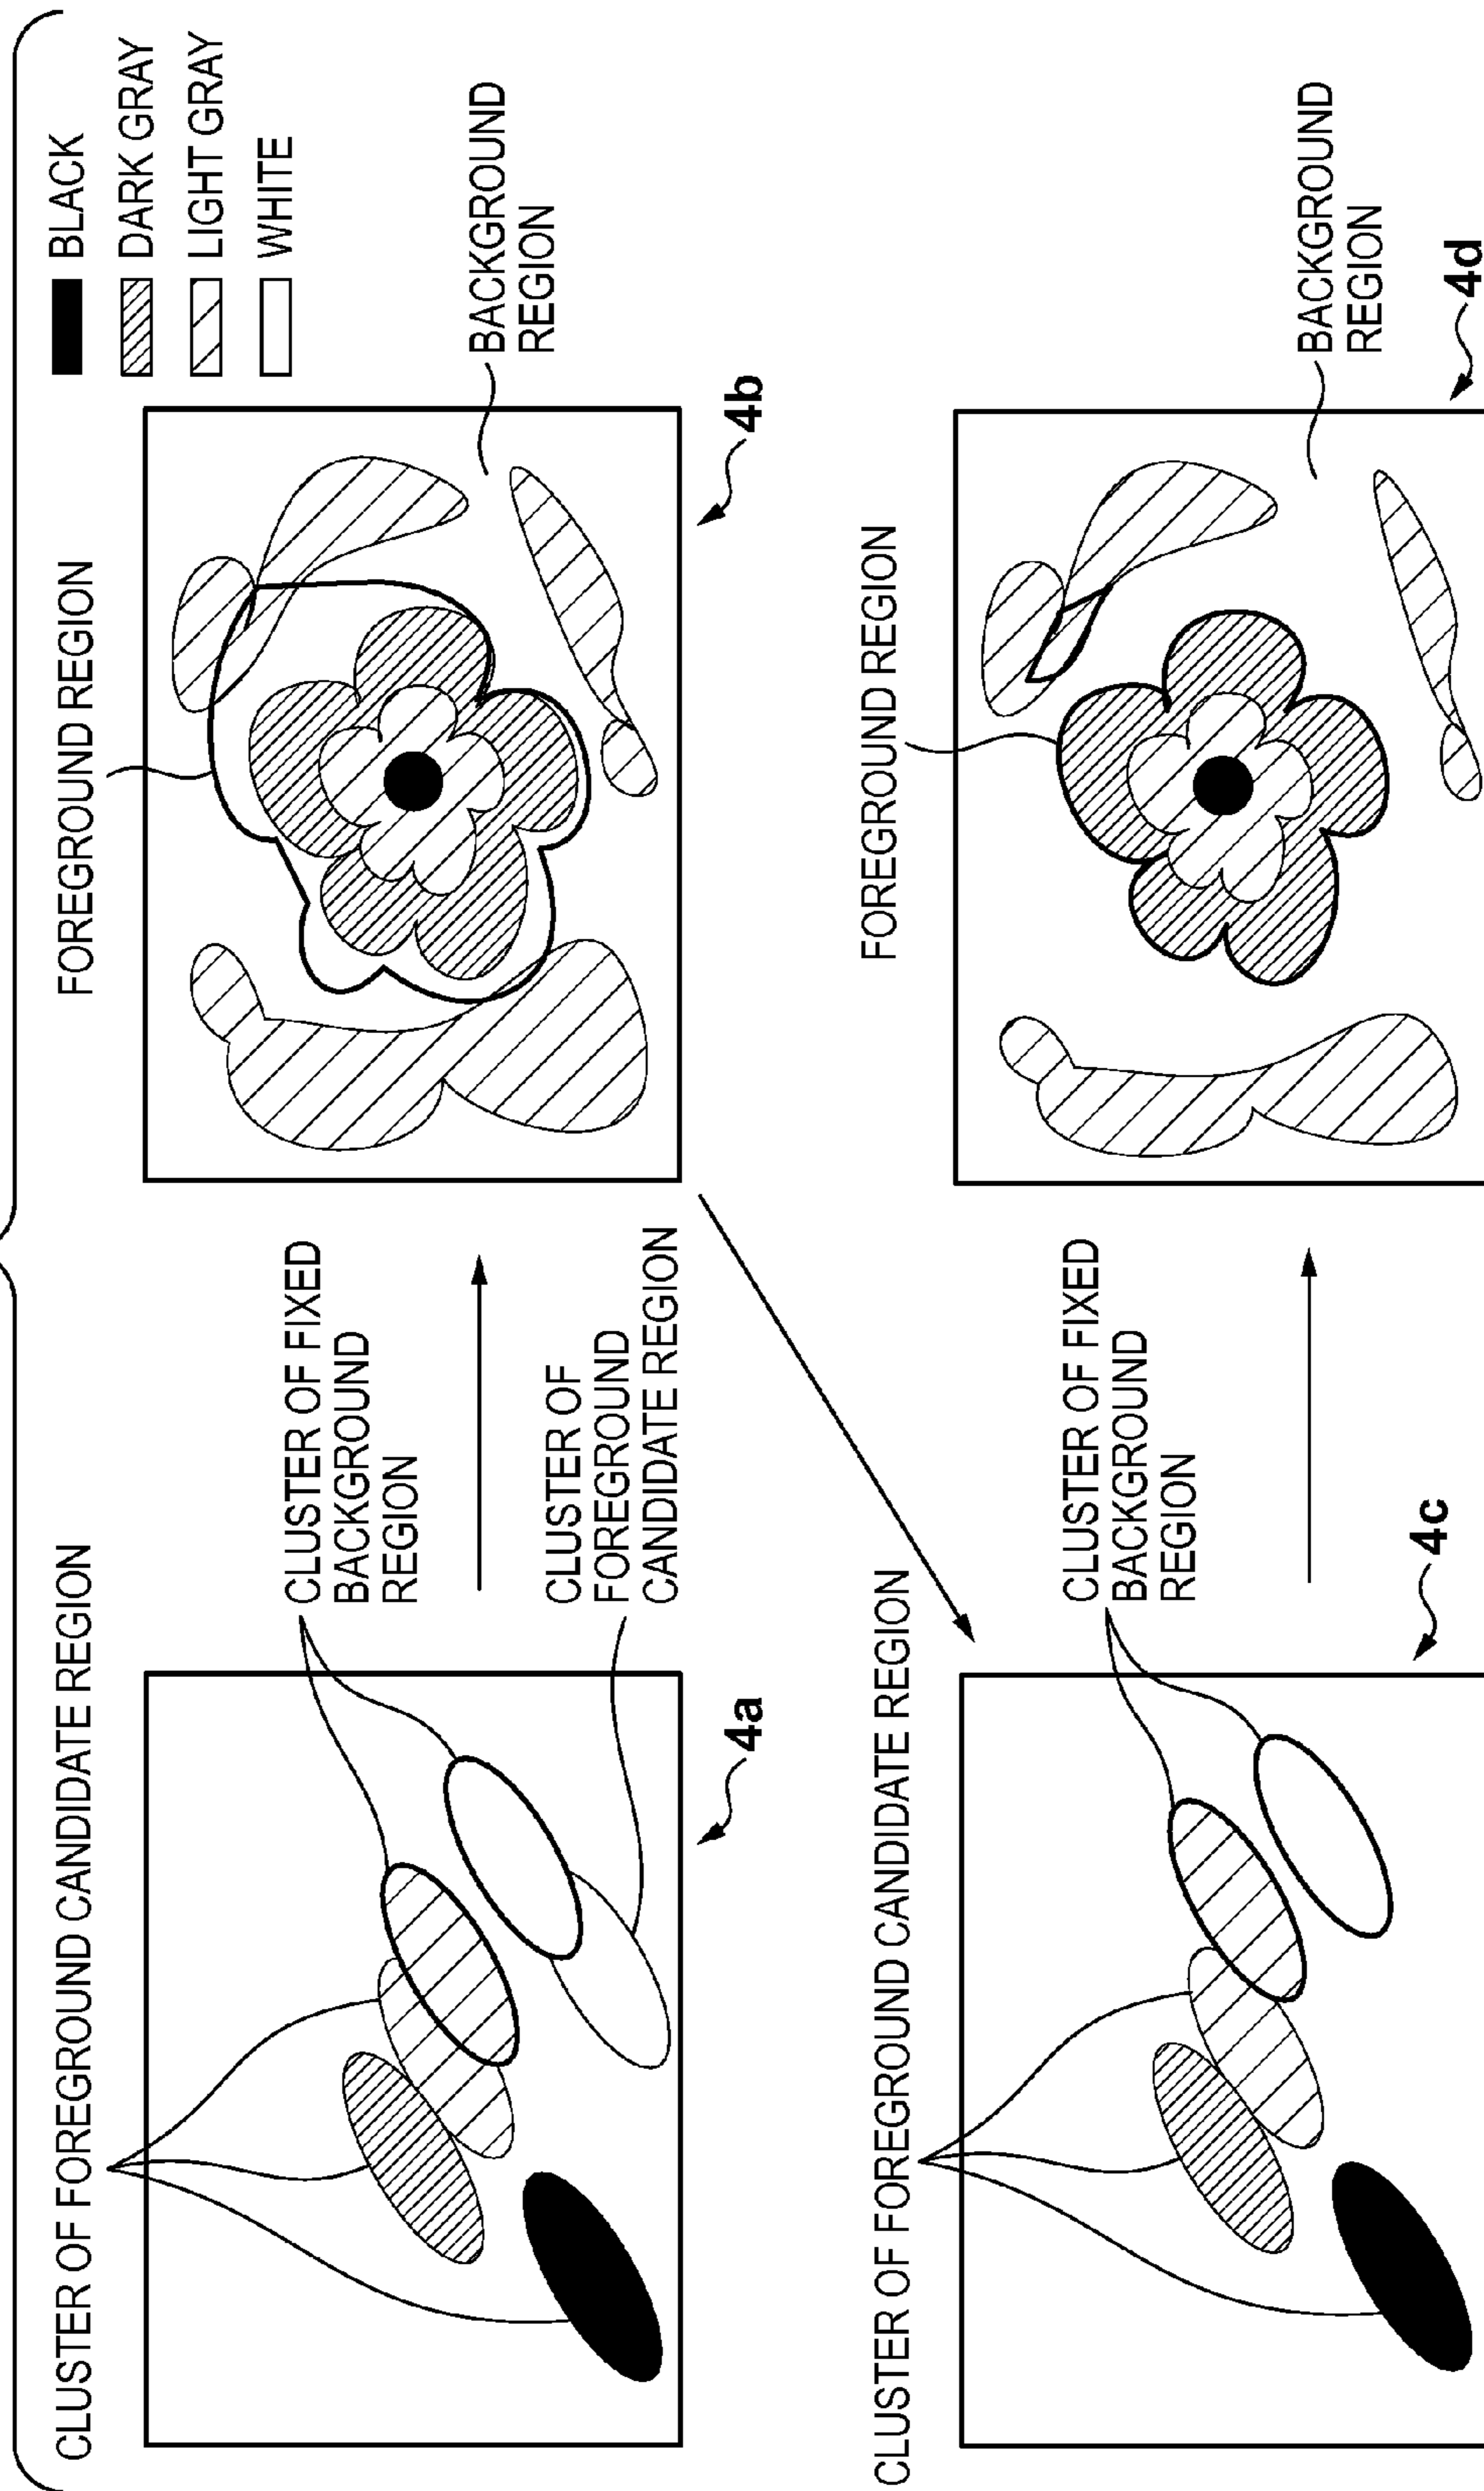 CLUSTER OF FOREGROUND CANDIDATE REGION
CLUSTER OF FIXED
BACKGROUND
REGION
CLUSTER OF
FOREGROUND
CANDIDATE REGION
4a
FOREGROUND REGION
BLACK
DARK GRAY
LIGHT GRAY
WHITE
BACKGROUND
REGION
4b
CLUSTER OF FOREGROUND CANDIDATE REGION
CLUSTER OF FIXED
BACKGROUND
REGION
4c
FOREGROUND REGION
BACKGROUND
REGION
4d